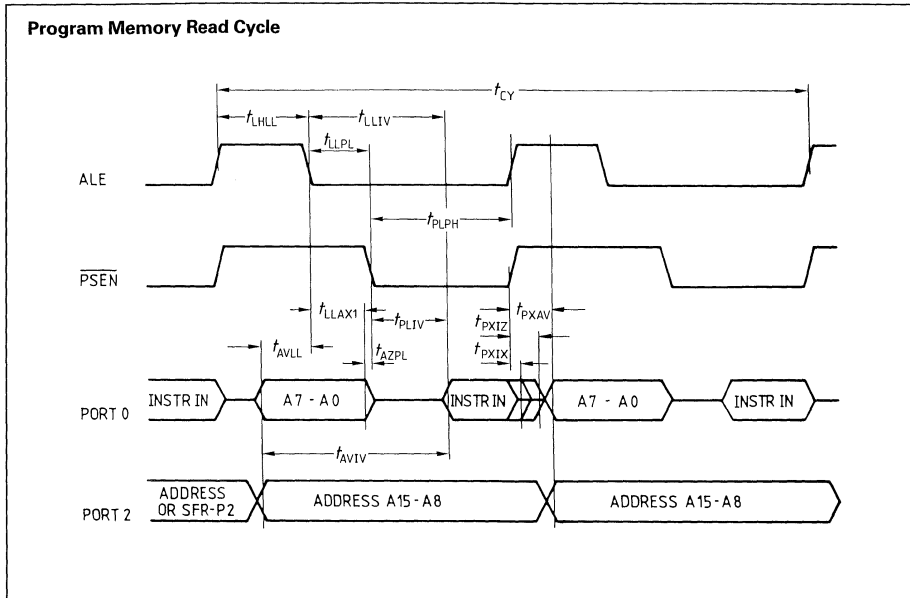 Program Memory Read Cycle
tCY
tLHLL
tLLIV
tLLPL
ALE
tPLPH
PSEN
tLLAX1
tPLIV
tPXIZ
tPXAV
tAVLL
tAZPL
tPXIX
PORT 0
INSTR IN
A7 - A0
INSTR IN
A7 - A0
INSTR IN
tAVIV
PORT 2
ADDRESS
OR SFR-P2
ADDRESS A15-A8
ADDRESS A15-A8